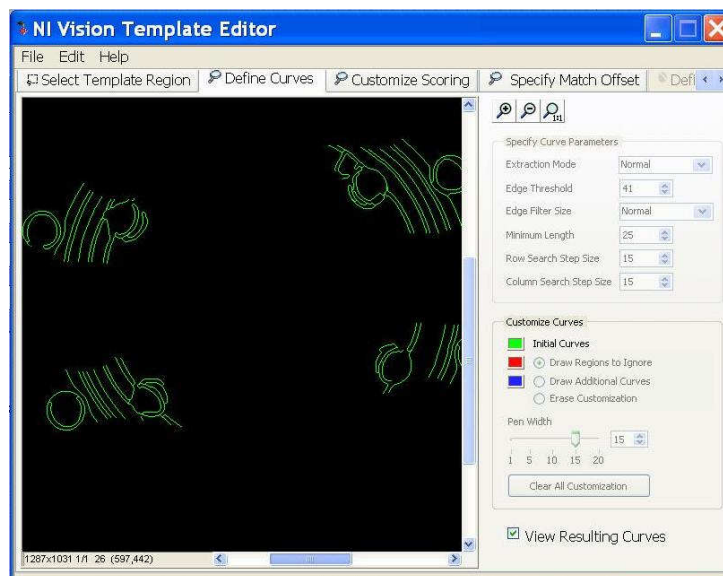 NI Vision Template Editor
File Edit Help
Select Template Region Define Curves Customize Scoring Specify Match Offset Defi
1:1
Specify Curve Parameters
Extraction Mode Normal
Edge Threshold 41
Edge Filter Size Normal
Minimum Length 25
Row Search Step Size 15
Column Search Step Size 15
Customize Curves
Initial Curves
Draw Regions to Ignore
Draw Additional Curves
Erase Customization
Pen Width
15
1 5 10 15 20
Clear All Customization
View Resulting Curves
1287x1031 1/1 26 (597,442)